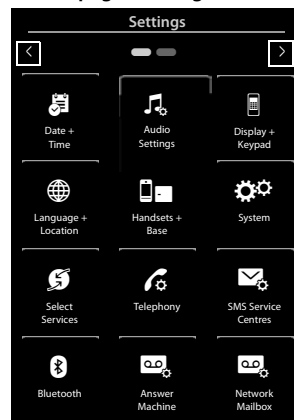 Settings
Date +
Time
Audio
Settings
Display +
Keypad
Language +
Location
Handsets +
Base
System
Select
Services
Telephony
SMS Service
Centres
Bluetooth
Answer
Machine
Network
Mailbox